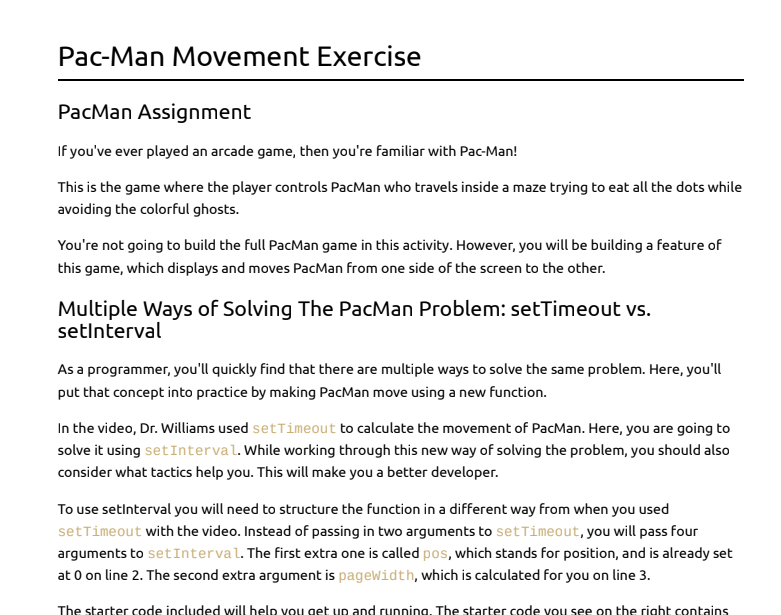 Pac-Man Movement Exercise
PacMan Assignment
If you've ever played an arcade game, then you're familiar with Pac-Man!
This is the game where the player controls PacMan who travels inside a maze trying to eat all the dots while
avoiding the colorful ghosts.
You're not going to build the full PacMan game in this activity. However, you will be building a feature of
this game, which displays and moves PacMan from one side of the screen to the other.
Multiple Ways of Solving The PacMan Problem: setTimeout vs.
setInterval
As a programmer, you'll quickly find that there are multiple ways to solve the same problem. Here, you'll
put that concept into practice by making PacMan move using a new function.
In the video, Dr. Williams used setTimeout to calculate the movement of PacMan. Here, you are going to
solve it using setInterval. While working through this new way of solving the problem, you should also
consider what tactics help you. This will make you a better developer.
To use setInterval you will need to structure the function in a different way from when you used
setTimeout with the video. Instead of passing in two arguments to setTimeout, you will pass four
arguments to setInterval. The first extra one is called pos, which stands for position, and is already set
at 0 on line 2. The second extra argument is pageWidth, which is calculated for you on line 3.
The starter code included will help you get up and running. The starter code you see on the right contains